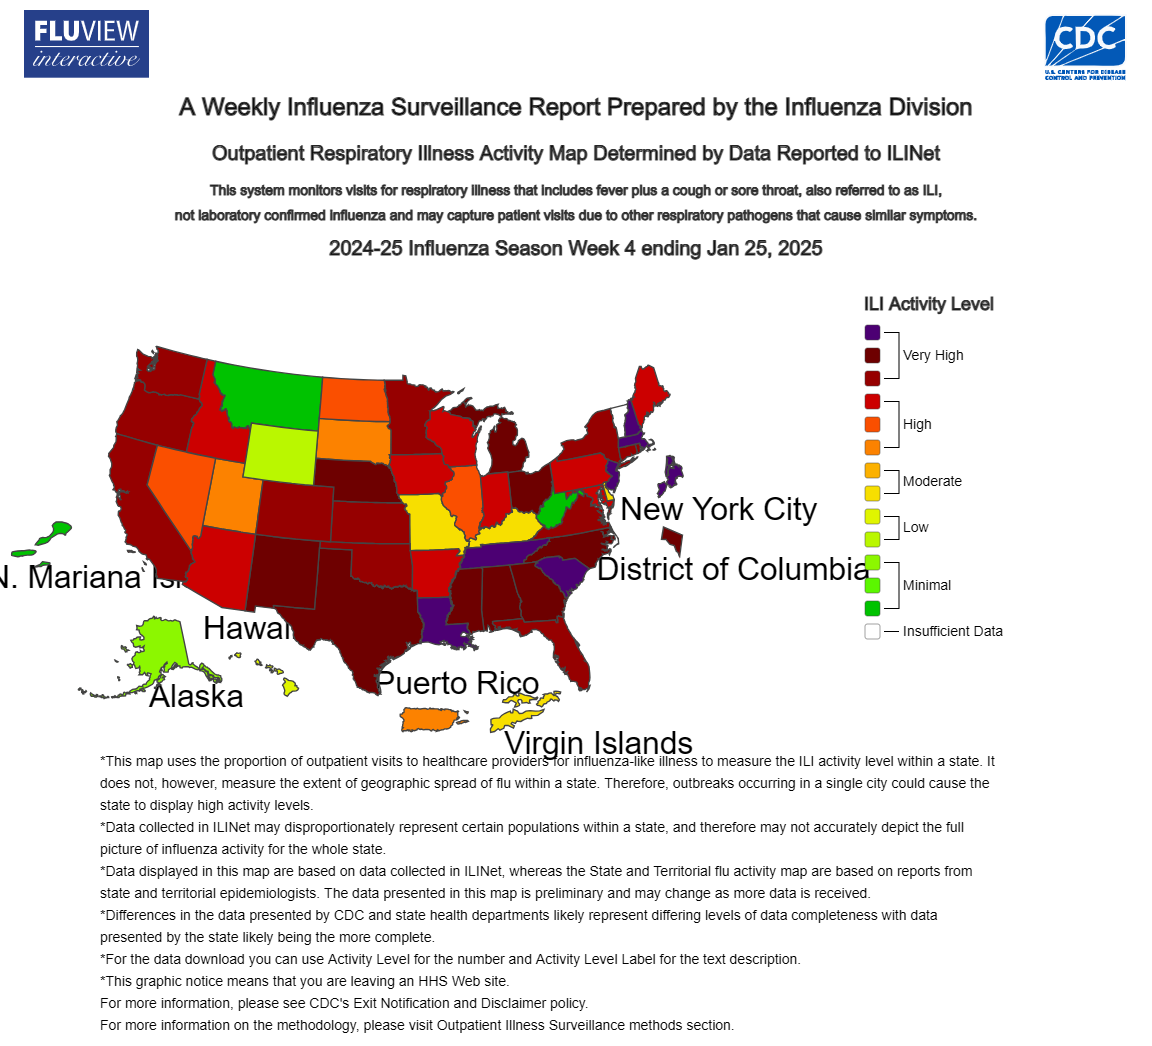 FLUVIEW
interactive
CDC
U.S. CENTERS FOR DISEASE
CONTROL AND PREVENTION
A Weekly Influenza Surveillance Report Prepared by the Influenza Division
Outpatient Respiratory Illness Activity Map Determined by Data Reported to ILINet
This system monitors visits for respiratory illness that includes fever plus a cough or sore throat, also referred to as ILI,
not laboratory confirmed influenza and may capture patient visits due to other respiratory pathogens that cause similar symptoms.
2024-25 Influenza Season Week 4 ending Jan 25, 2025
ILI Activity Level
Very High
High
Moderate
Low
Minimal
Insufficient Data
New York City
District of Columbia
N. Mariana Isl
Hawai
Alaska
Puerto Rico
Virgin Islands
*This map uses the proportion of outpatient visits to healthcare providers for influenza-like illness to measure the ILI activity level within a state. It
does not, however, measure the extent of geographic spread of flu within a state. Therefore, outbreaks occurring in a single city could cause the
state to display high activity levels.
*Data collected in ILINet may disproportionately represent certain populations within a state, and therefore may not accurately depict the full
picture of influenza activity for the whole state.
*Data displayed in this map are based on data collected in ILINet, whereas the State and Territorial flu activity map are based on reports from
state and territorial epidemiologists. The data presented in this map is preliminary and may change as more data is received.
*Differences in the data presented by CDC and state health departments likely represent differing levels of data completeness with data
presented by the state likely being the more complete.
*For the data download you can use Activity Level for the number and Activity Level Label for the text description.
*This graphic notice means that you are leaving an HHS Web site.
For more information, please see CDC's Exit Notification and Disclaimer policy.
For more information on the methodology, please visit Outpatient Illness Surveillance methods section.